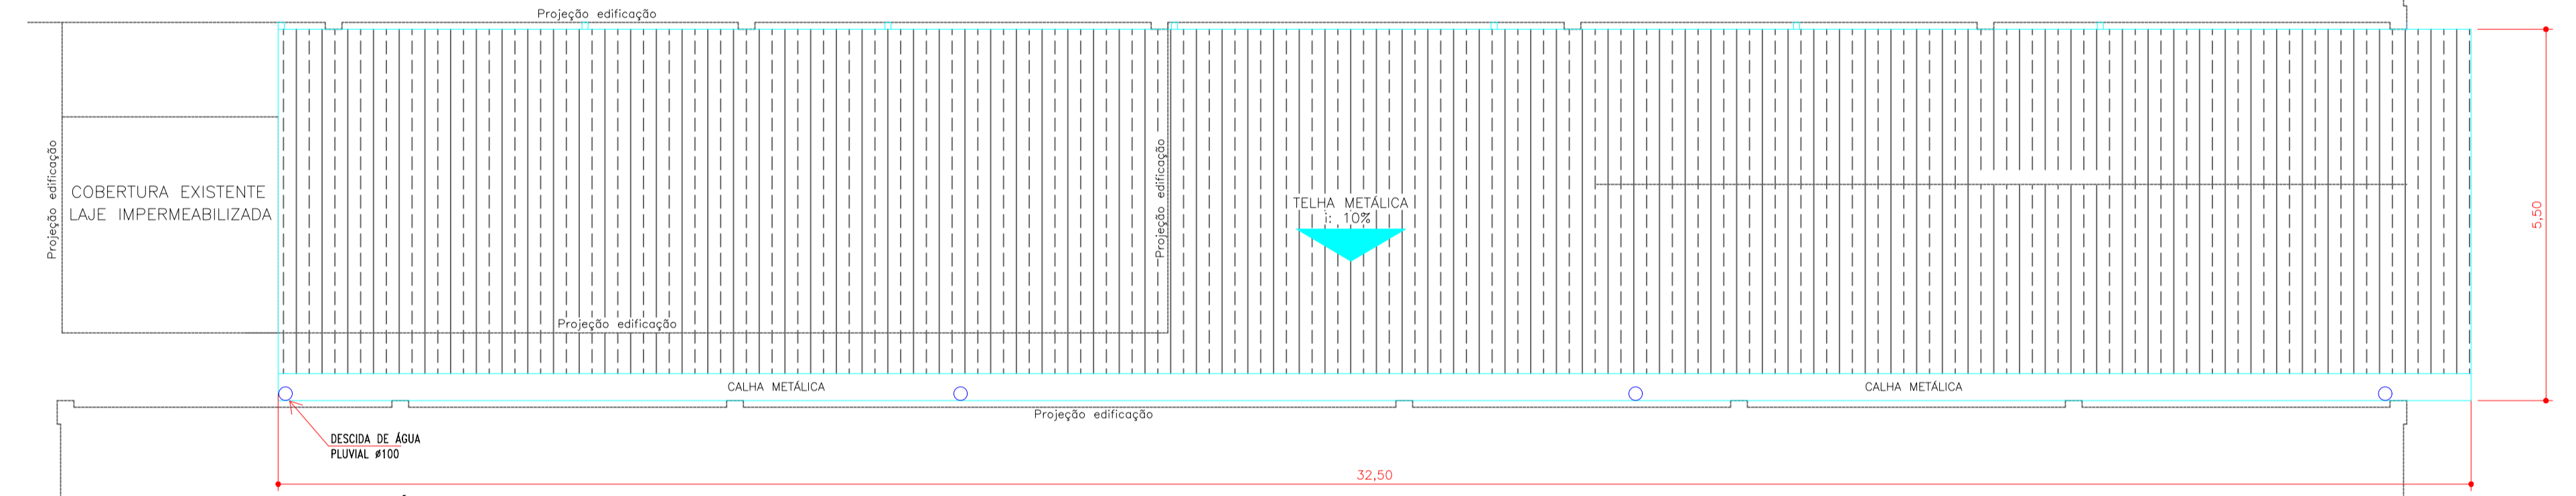 Projeção edificação
Projeção edificação
COBERTURA EXISTENTE
LAJE IMPERMEABILIZADA
Projeção edificação
TELHA METÁLICA
i: 10%
5,50
Projeção edificação
CALHA METÁLICA
CALHA METÁLICA
Projeção edificação
DESCIDA DE ÁGUA
PLUVIAL ø100
32,50